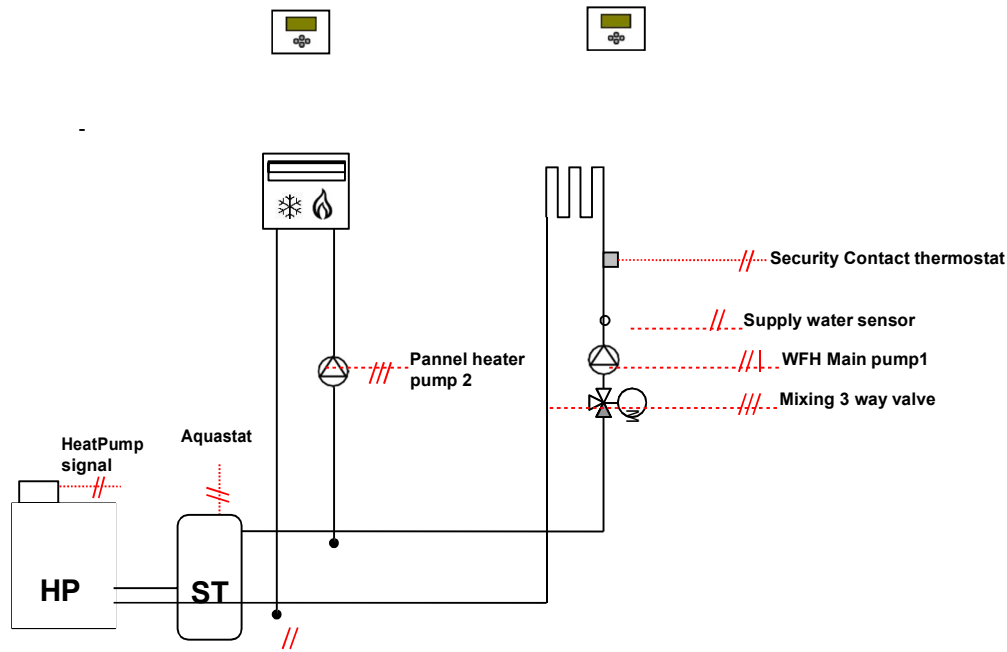 -
Security Contact thermostat
Supply water sensor
Pannel heater
pump 2
WFH Main pump1
Mixing 3 way valve
HeatPump
signal
Aquastat
HP
ST
M